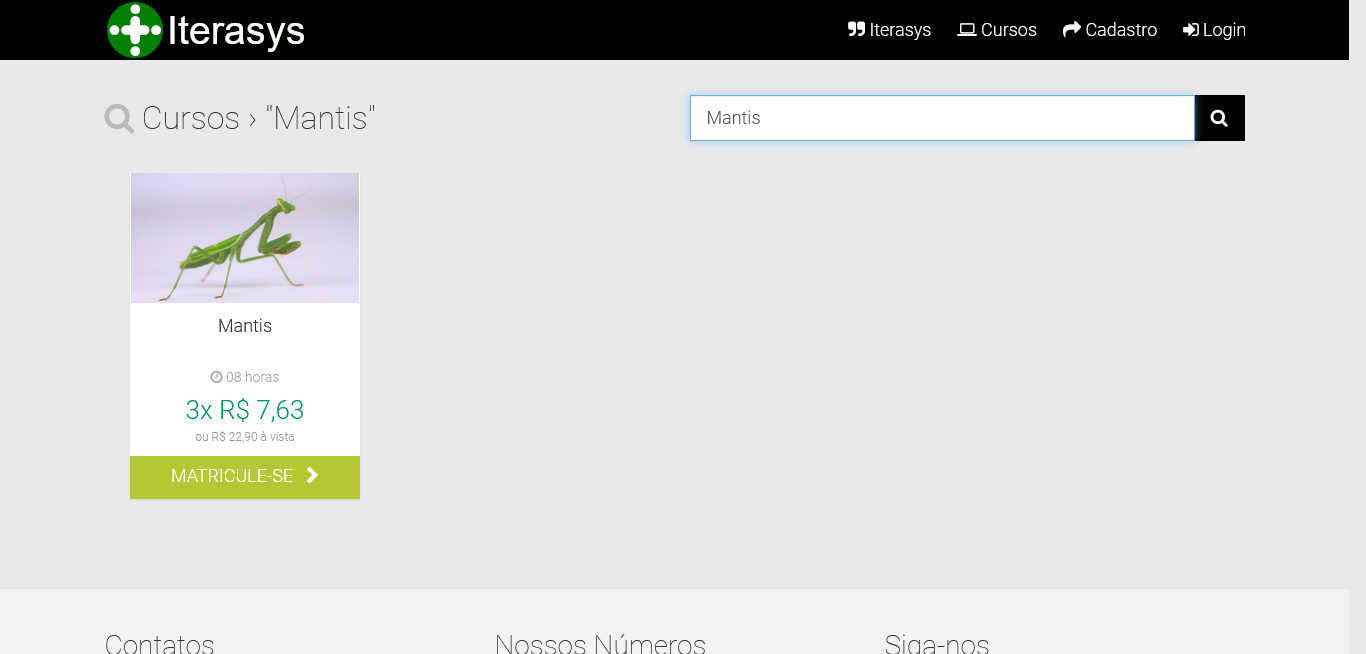 Iterasys
Iterasys Cursos Cadastro Login
Cursos › "Mantis"
Mantis
Mantis
08 horas
3x R$ 7,63
ou R$ 22,90 à vista
MATRICULE-SE
Contatos
Nossos Números
Siga-nos